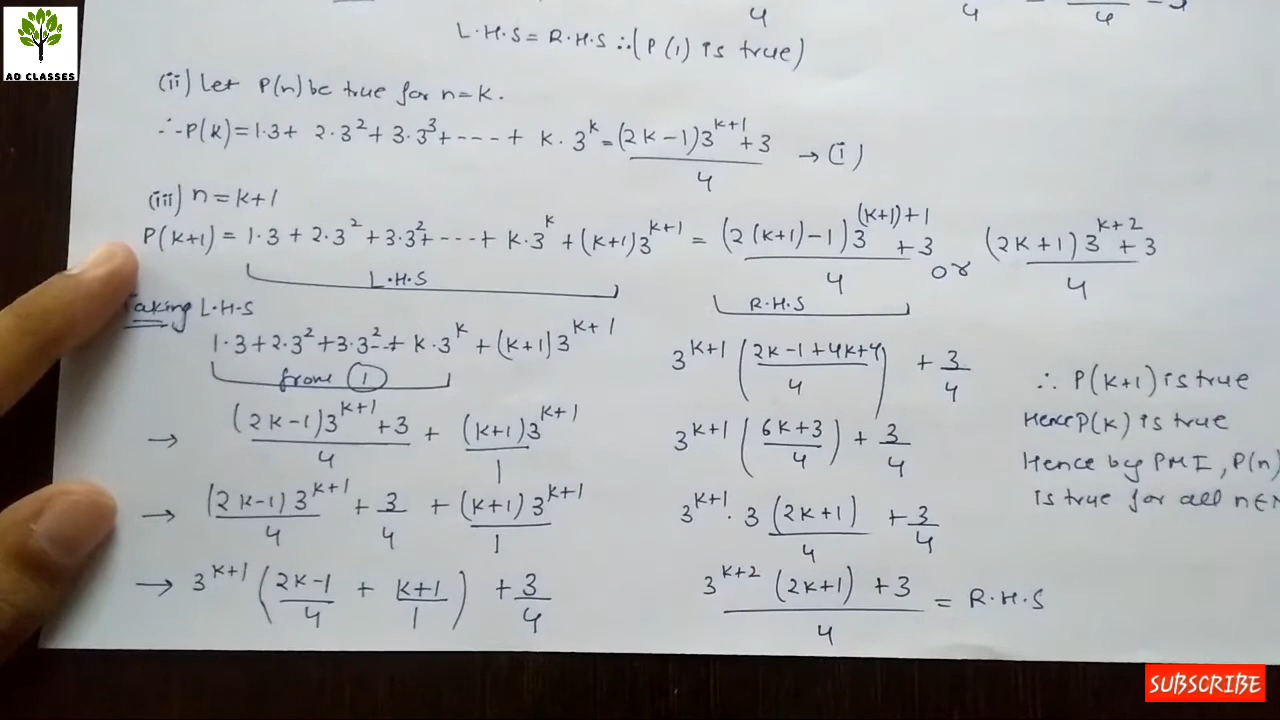 AD CLASSES
4 4 4
L.H.S = R.H.S ∴ (P(1) is true)
(ii) Let P(n) be true for n=k.
∴ P(k) = 1·3 + 2·3² + 3·3³ + ---- + k·3^k = (2k-1)3^(k+1) + 3 / 4 → (i)
(iii) n = k+1
P(k+1) = 1·3 + 2·3² + 3·3² + ---- + k·3^k + (k+1)3^(k+1) = (2(k+1)-1)3^((k+1)+1) + 3 / 4 or (2k+1)3^(k+2) + 3 / 4
L.H.S R.H.S
Taking L.H.S
1·3 + 2·3² + 3·3² -- + k·3^k + (k+1)3^(k+1)
from (1)
→ (2k-1)3^(k+1) + 3 / 4 + (k+1)3^(k+1) / 1
→ (2k-1)3^(k+1) / 4 + 3/4 + (k+1)3^(k+1) / 1
→ 3^(k+1) (2k-1 / 4 + k+1 / 1) + 3/4
3^(k+1) (2k-1+4k+4 / 4) + 3/4
3^(k+1) (6k+3 / 4) + 3/4
3^(k+1) · 3 (2k+1) / 4 + 3/4
3^(k+2) (2k+1) + 3 / 4 = R.H.S
∴ P(k+1) is true
Hence P(k) is true
Hence by PMI, P(n)
is true for all n∈N
SUBSCRIBE